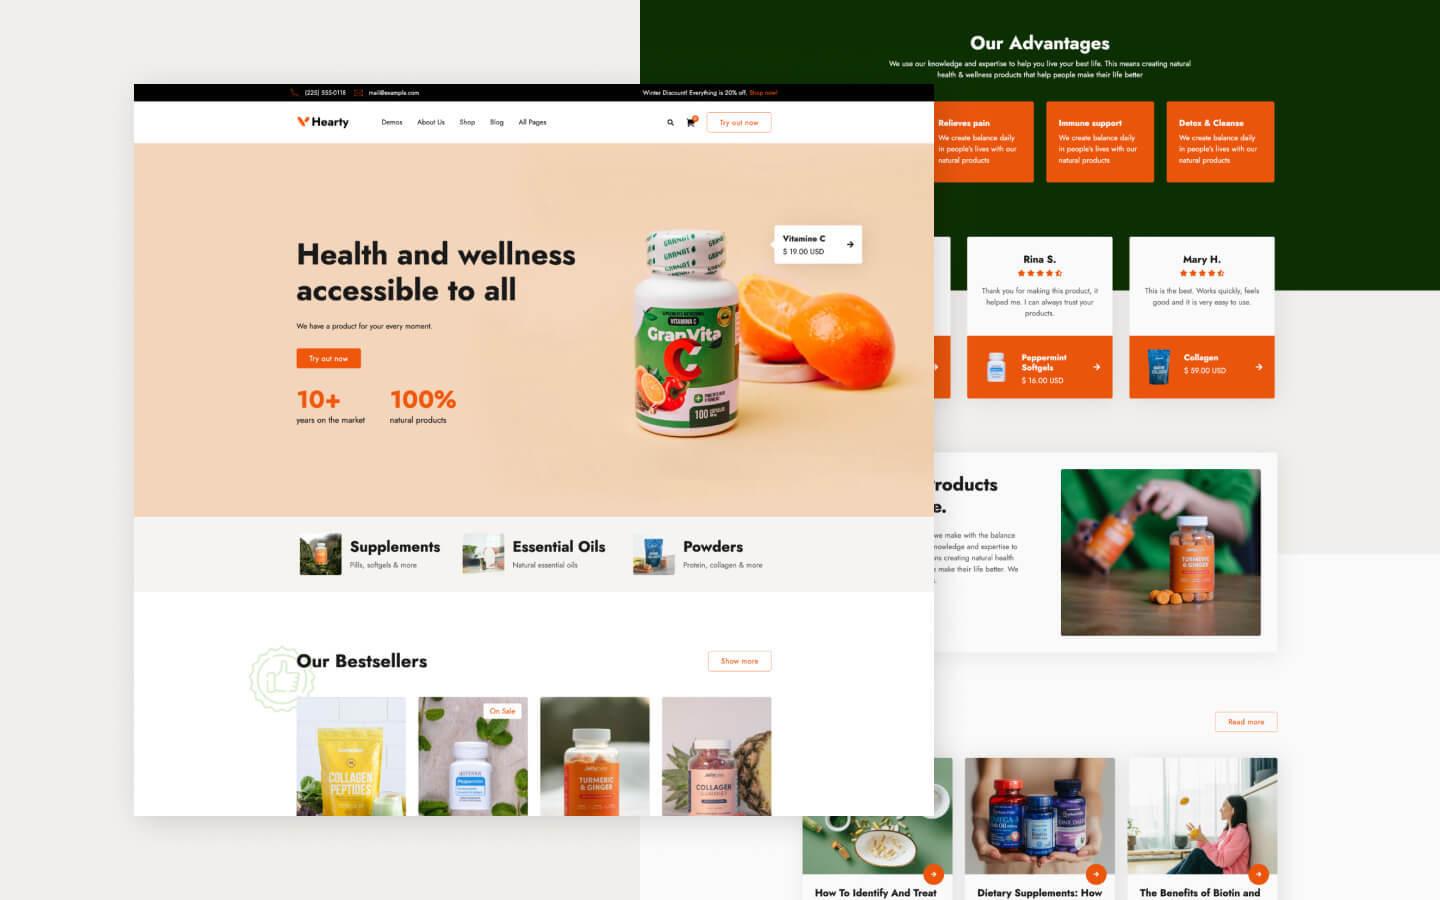 Our Advantages
We use our knowledge and expertise to help you live your best life. This means creating natural
health & wellness products that help people make their life better
(225) 555-0118
mail@example.com
Winter Discount! Everything is 20% off. Shop now!
Hearty
Demos
About Us
Shop
Blog
All Pages
Try out now
Relieves pain
We create balance daily
in people's lives with our
natural products
Immune support
We create balance daily
in people's lives with our
natural products
Detox & Cleanse
We create balance daily
in people's lives with our
natural products
Health and wellness
accessible to all
We have a product for your every moment.
Try out now
10+
years on the market
100%
natural products
GRANAT
GRANAT
GRANAT
VITAMINA C
GranVita
C
100
Vitamine C
$ 19.00 USD
Rina S.
Thank you for making this product, it
helped me. I can always trust your
products.
Peppermint
Softgels
$ 16.00 USD
Mary H.
This is the best. Works quickly, feels
good and it is very easy to use.
Collagen
$ 59.00 USD
roducts
e.
we make with the balance
nowledge and expertise to
ns creating natural health
e make their life better. We
s.
TURMERIC
& GINGER
Supplements
Pills, softgels & more
Essential Oils
Natural essential oils
Powders
Protein, collagen & more
Our Bestsellers
Show more
On Sale
COLLAGEN
PEPTIDES
Peppermint
TURMERIC
& GINGER
COLLAGEN
Read more
OMEGA-3
How To Identify And Treat
Dietary Supplements: How
The Benefits of Biotin and